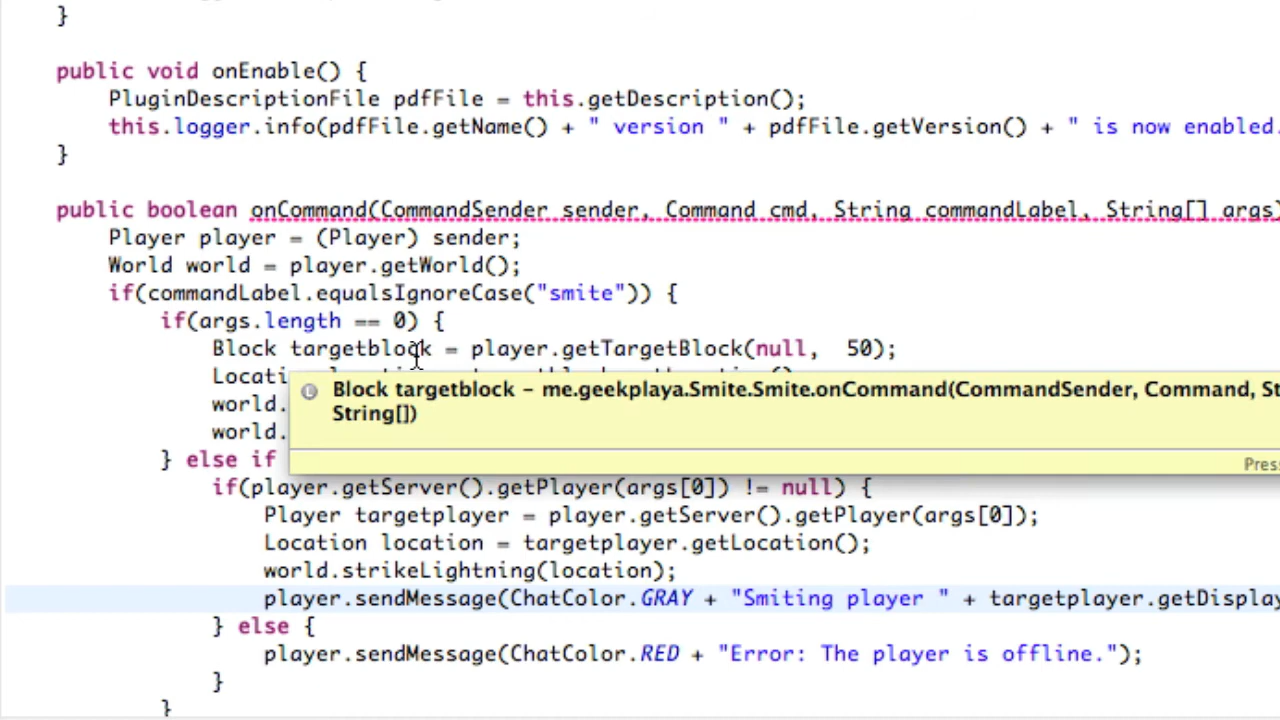 }
public void onEnable() {
PluginDescriptionFile pdfFile = this.getDescription();
this.logger.info(pdfFile.getName() + " version " + pdfFile.getVersion() + " is now enabled.
}
public boolean onCommand(CommandSender sender, Command cmd, String commandLabel, String[] args)
Player player = (Player) sender;
World world = player.getWorld();
if(commandLabel.equalsIgnoreCase("smite")) {
if(args.length == 0) {
Block targetblock = player.getTargetBlock(null, 50);
Locati
Block targetblock - me.geekplaya.Smite.Smite.onCommand(CommandSender, Command, St
world.
String[])
world.
} else if
Press
if(player.getServer().getPlayer(args[0]) != null) {
Player targetplayer = player.getServer().getPlayer(args[0]);
Location location = targetplayer.getLocation();
world.strikeLightning(location);
player.sendMessage(ChatColor.GRAY + "Smiting player " + targetplayer.getDisplay
} else {
player.sendMessage(ChatColor.RED + "Error: The player is offline.");
}
}